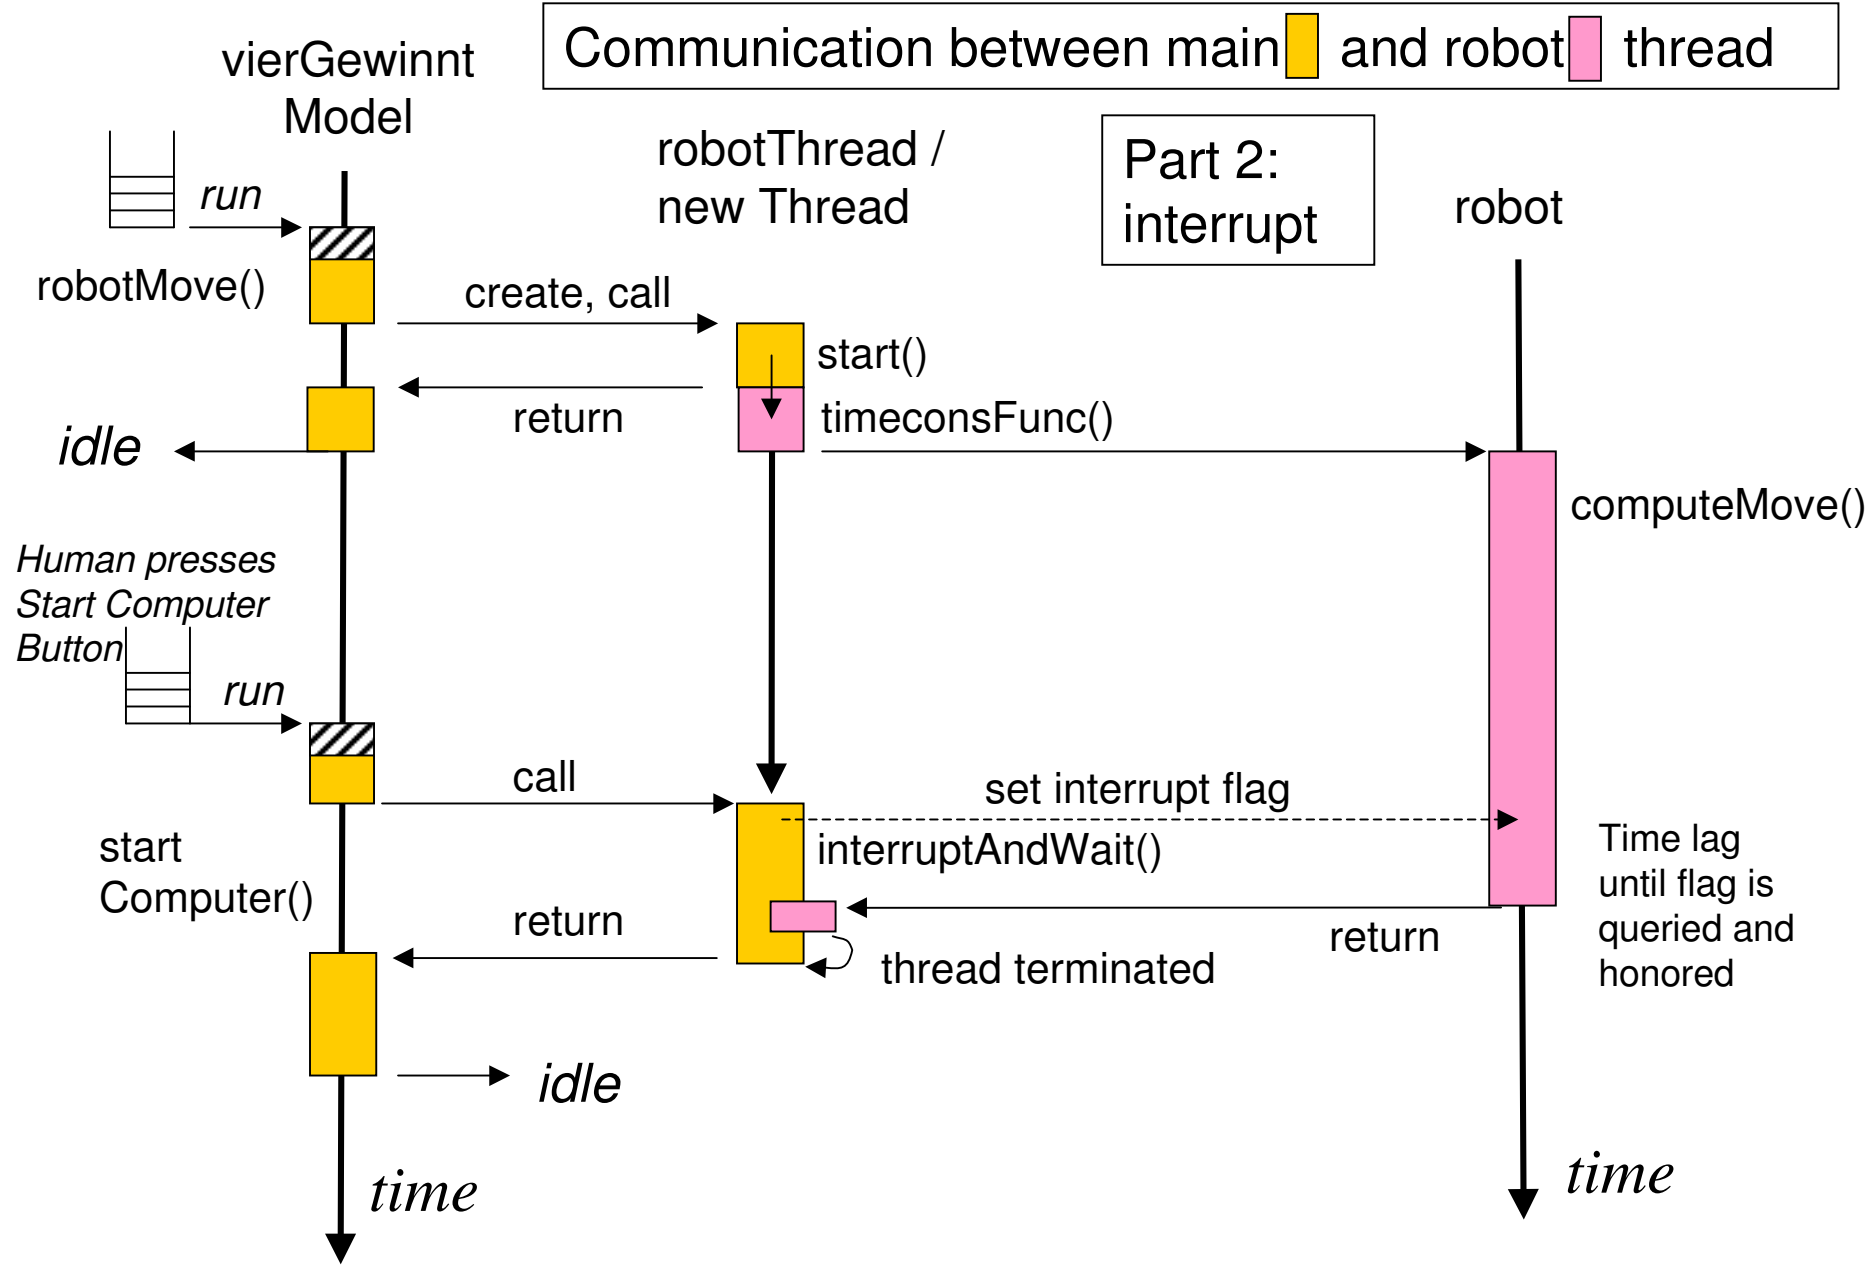 Communication between main and robot thread
vierGewinnt
Model
robotThread /
new Thread
Part 2:
interrupt
robot
run
robotMove()
create, call
start()
return
timeconsFunc()
idle
computeMove()
Human presses
Start Computer
Button
run
call
set interrupt flag
interruptAndWait()
start
Computer()
Time lag
until flag is
queried and
honored
return
return
thread terminated
idle
time
time